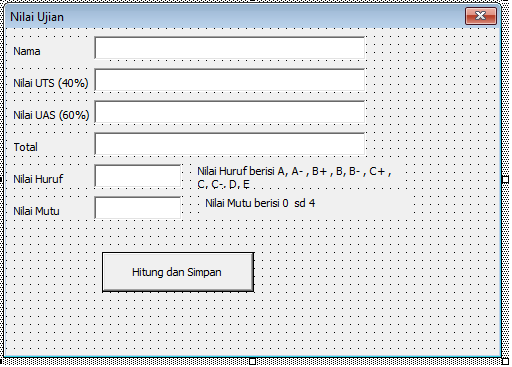 Nilai Ujian
Nama
Nilai UTS (40%)
Nilai UAS (60%)
Total
Nilai Huruf
Nilai Huruf berisi A, A- , B+ , B, B- , C+ ,
C, C-, D, E
Nilai Mutu
Nilai Mutu berisi 0 sd 4
Hitung dan Simpan